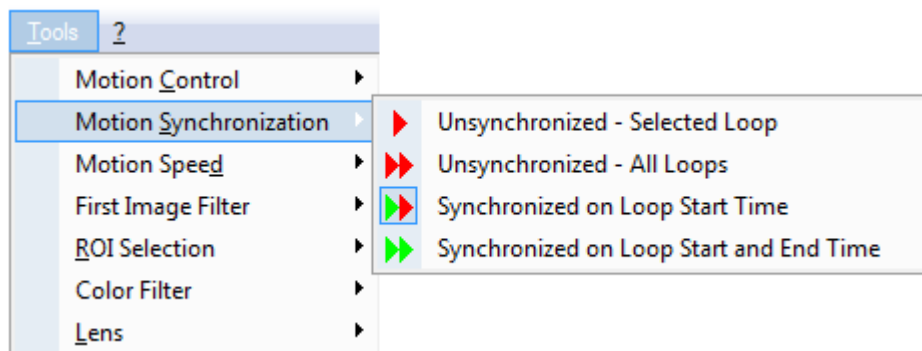 Tools ?
Motion Control
Motion Synchronization
Unsynchronized - Selected Loop
Motion Speed
Unsynchronized - All Loops
First Image Filter
Synchronized on Loop Start Time
ROI Selection
Synchronized on Loop Start and End Time
Color Filter
Lens